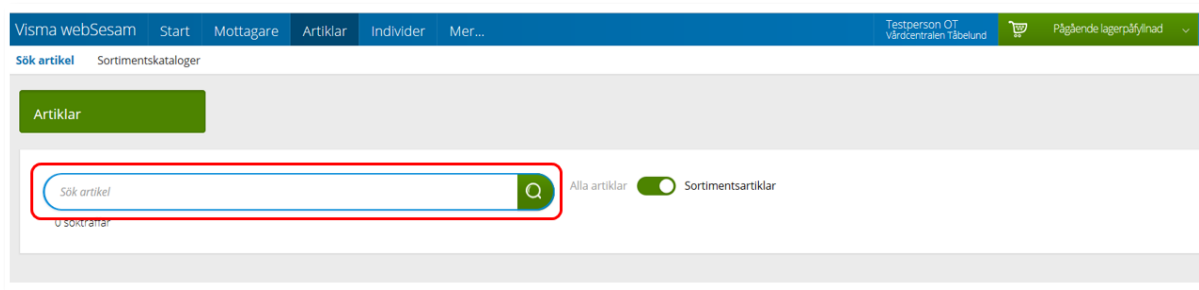 Visma webSesam Start Mottagare Artiklar Individer Mer...
Testperson OT
Vårdcentralen Tåbelund
Pågående lagerpåfyllnad
Sök artikel Sortimentskataloger
Artiklar
Sök artikel
Alla artiklar Sortimentsartiklar
0 sökträffar